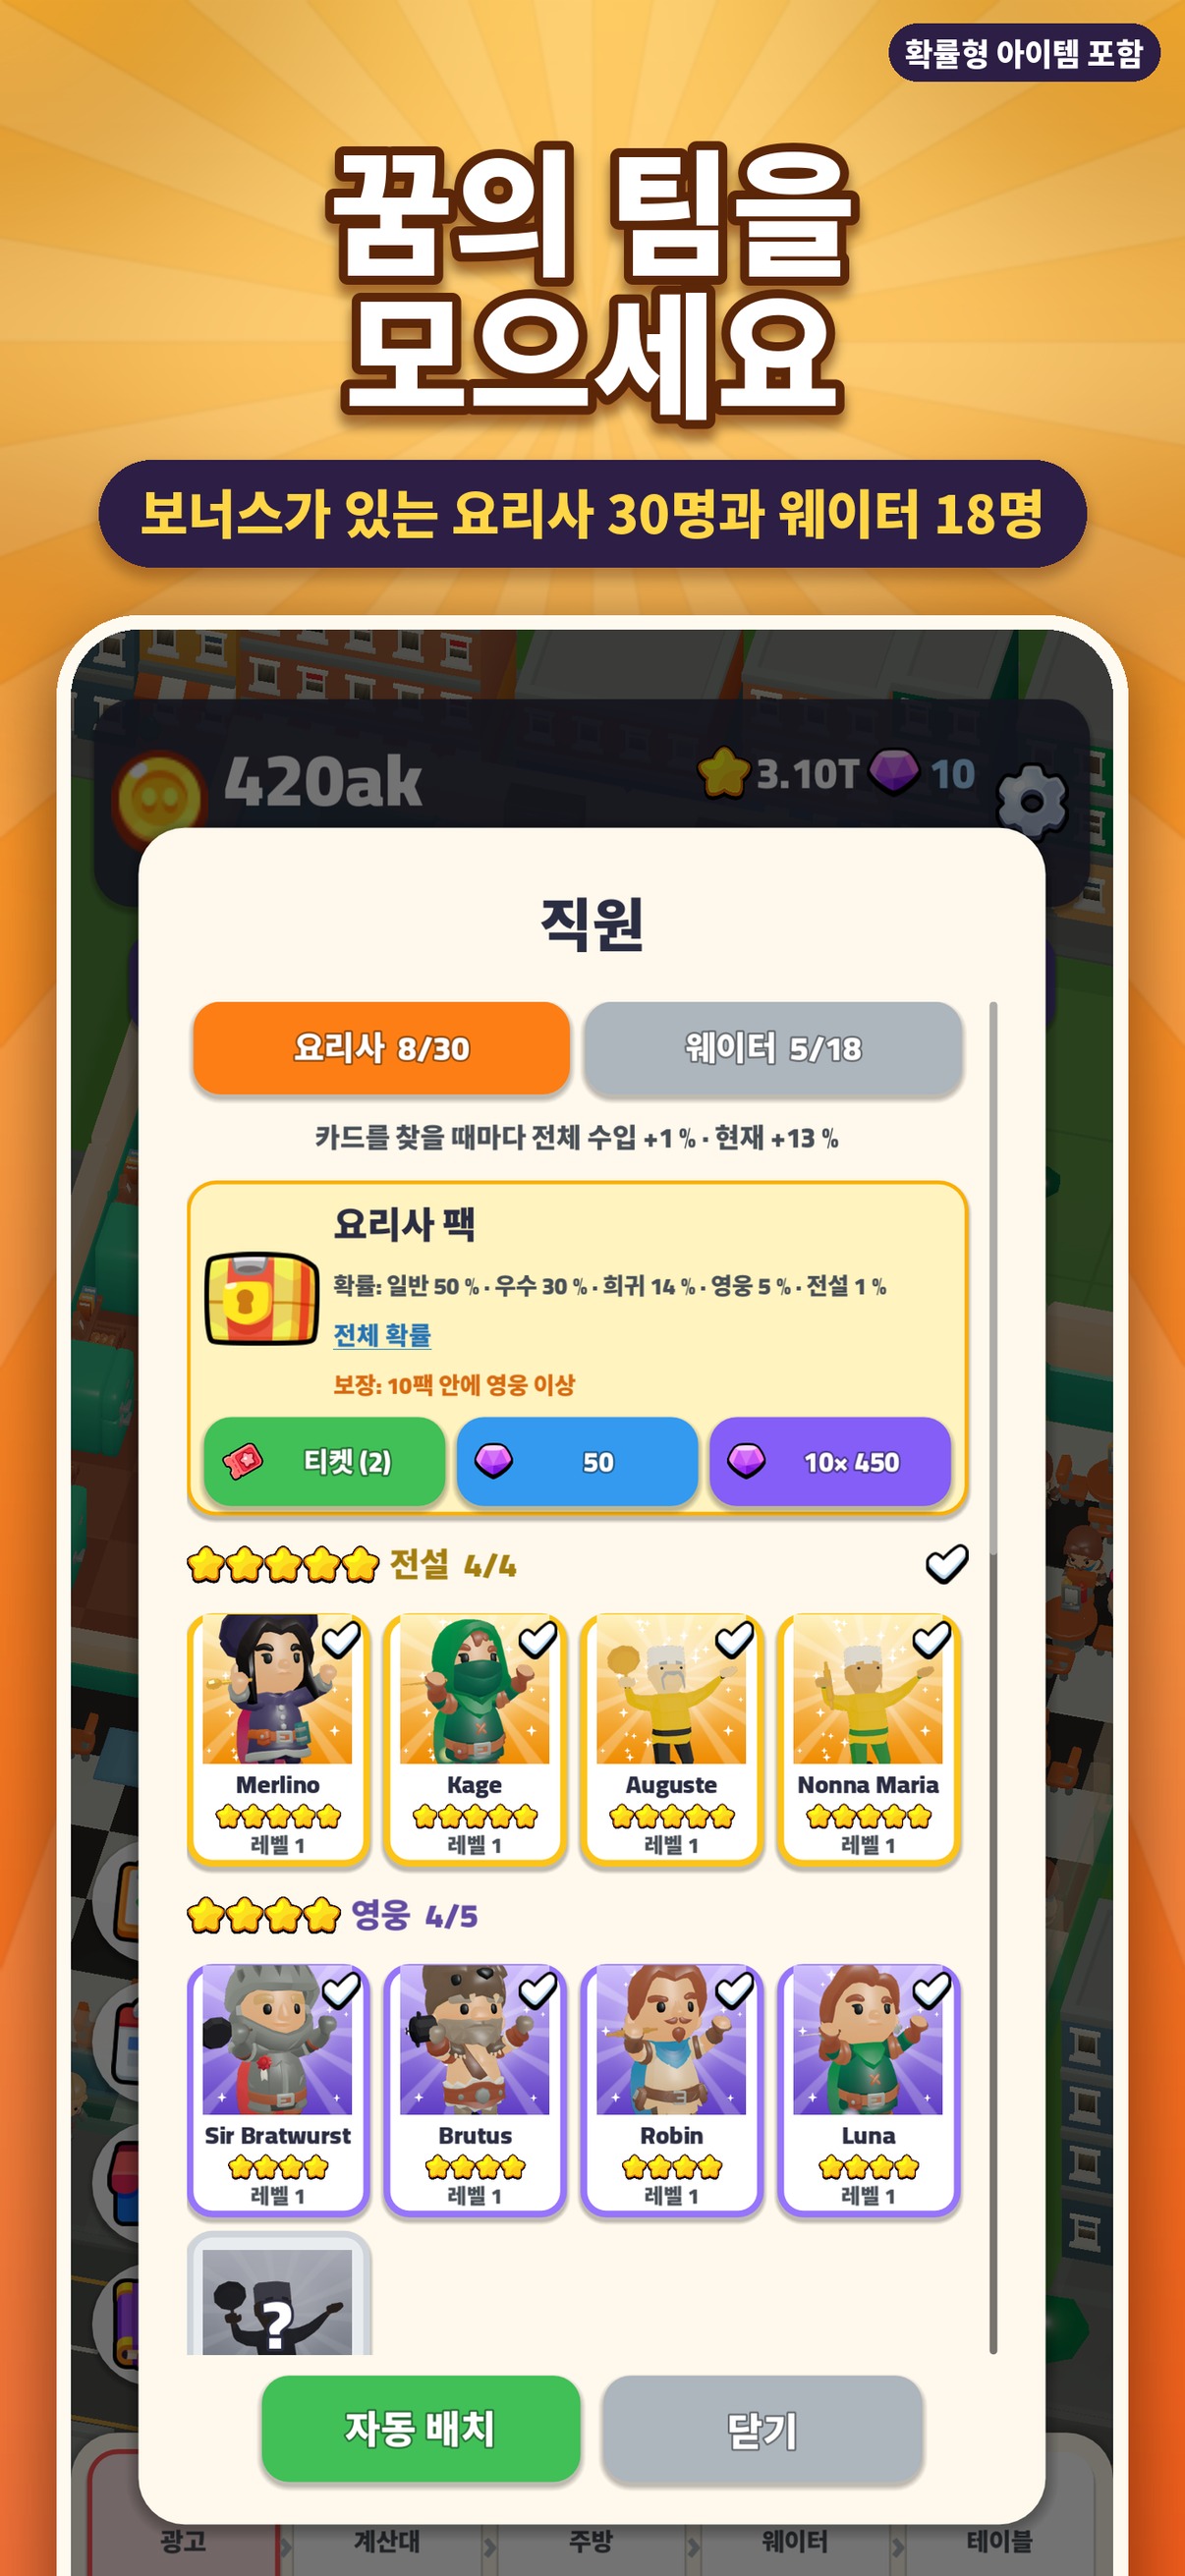 확률형 아이템 포함
꿈의 팀을
모으세요
보너스가 있는 요리사 30명과 웨이터 18명
420ak
3.10T
10
직원
요리사 8/30
웨이터 5/18
카드를 찾을 때마다 전체 수입 +1 % · 현재 +13 %
요리사 팩
확률: 일반 50 % · 우수 30 % · 희귀 14 % · 영웅 5 % · 전설 1 %
전체 확률
보장: 10팩 안에 영웅 이상
티켓 (2)
50
10× 450
전설 4/4
Merlino
Kage
Auguste
Nonna Maria
레벨 1
레벨 1
레벨 1
레벨 1
영웅 4/5
Sir Bratwurst
Brutus
Robin
Luna
레벨 1
레벨 1
레벨 1
레벨 1
?
자동 배치
닫기
광고
계산대
주방
웨이터
테이블